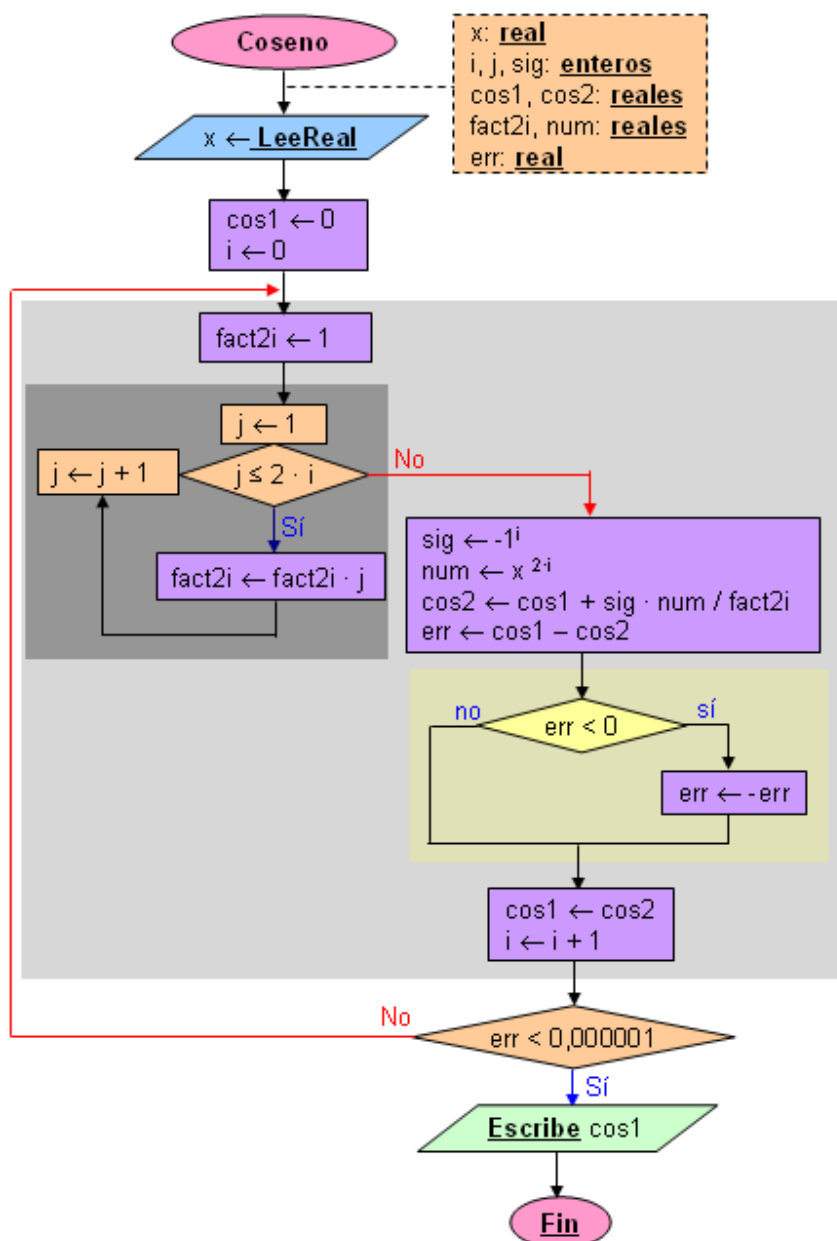 Coseno
x: real
i, j, sig: enteros
cos1, cos2: reales
fact2i, num: reales
err: real
x ← LeeReal
cos1 ← 0
i ← 0
fact2i ← 1
j ← 1
j ← j + 1
j ≤ 2 · i
No
Sí
fact2i ← fact2i · j
sig ← -1ⁱ
num ← x ²·ⁱ
cos2 ← cos1 + sig · num / fact2i
err ← cos1 – cos2
no
err < 0
sí
err ← -err
cos1 ← cos2
i ← i + 1
No
err < 0,000001
Sí
Escribe cos1
Fin